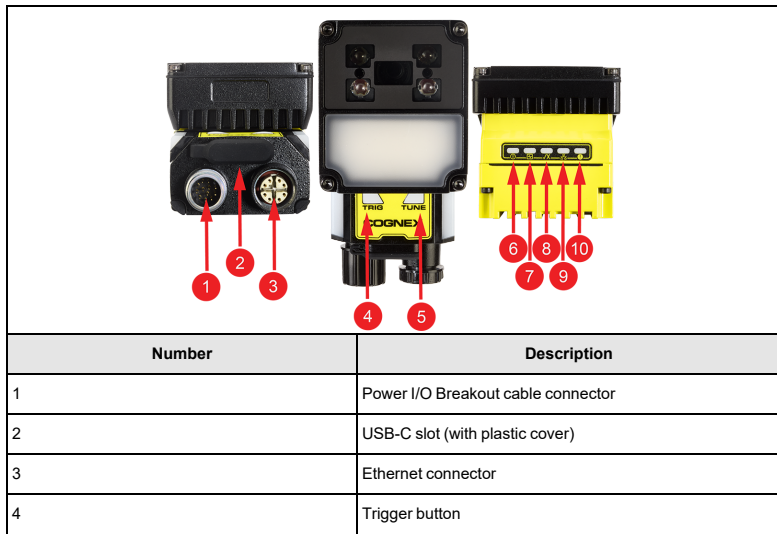 TRIG TUNE
COGNEX
1
2
3
4
5
6
7
8
9
10
Number Description
1 Power I/O Breakout cable connector
2 USB-C slot (with plastic cover)
3 Ethernet connector
4 Trigger button